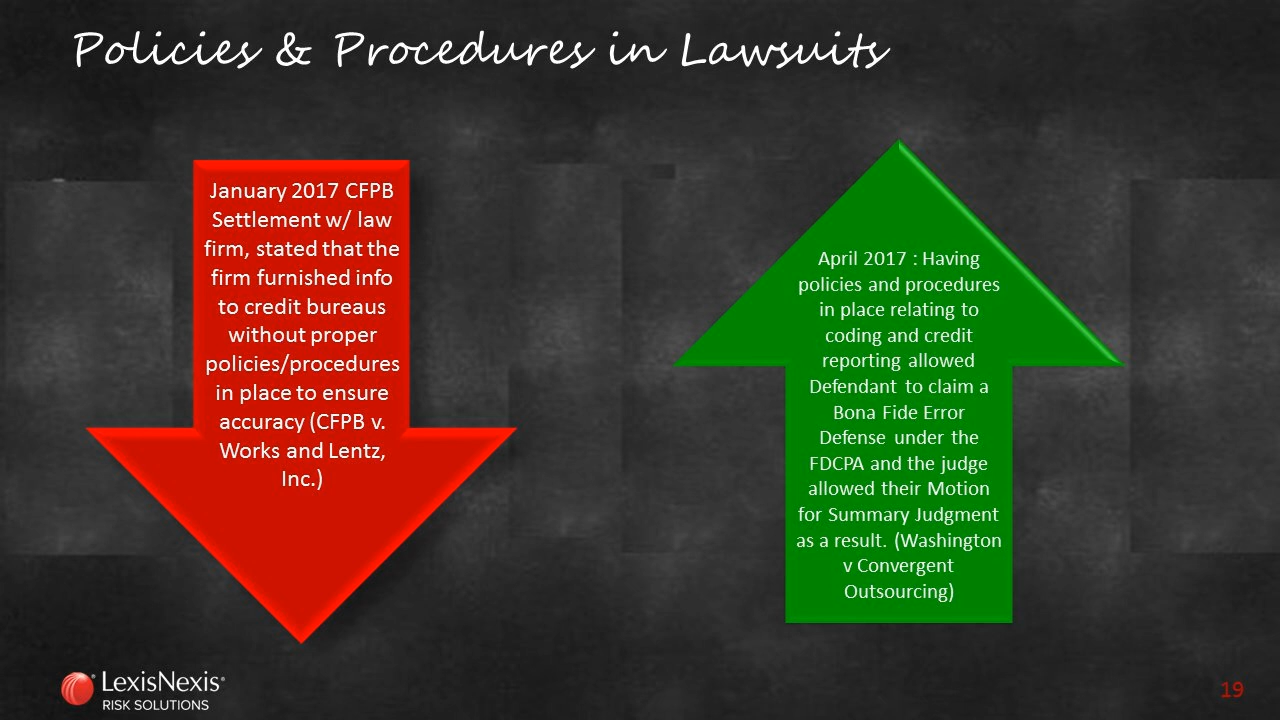 Policies & Procedures in Lawsuits
January 2017 CFPB
Settlement w/ law
firm, stated that the
firm furnished info
to credit bureaus
without proper
policies/procedures
in place to ensure
accuracy (CFPB v.
Works and Lentz,
Inc.)
April 2017 : Having
policies and procedures
in place relating to
coding and credit
reporting allowed
Defendant to claim a
Bona Fide Error
Defense under the
FDCPA and the judge
allowed their Motion
for Summary Judgment
as a result. (Washington
v Convergent
Outsourcing)
LexisNexis®
RISK SOLUTIONS
19